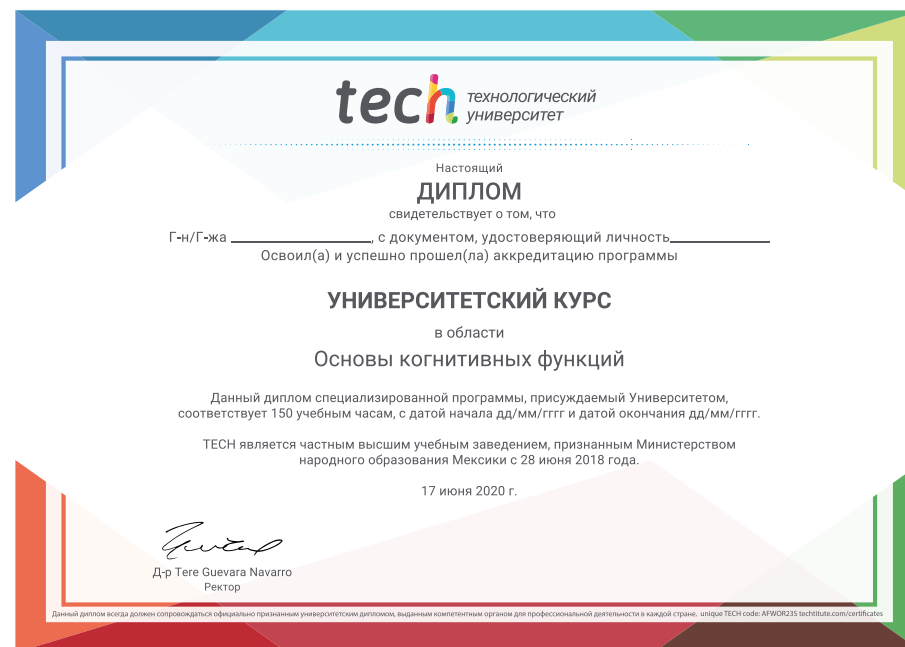 tech технологический
университет
Настоящий
ДИПЛОМ
свидетельствует о том, что
Г-н/Г-жа ____________________, с документом, удостоверяющий личность______________
Освоил(а) и успешно прошел(ла) аккредитацию программы
УНИВЕРСИТЕТСКИЙ КУРС
в области
Основы когнитивных функций
Данный диплом специализированной программы, присуждаемый Университетом,
соответствует 150 учебным часам, с датой начала дд/мм/гггг и датой окончания дд/мм/гггг.
TECH является частным высшим учебным заведением, признанным Министерством
народного образования Мексики с 28 июня 2018 года.
17 июня 2020 г.
Д-р Tere Guevara Navarro
Ректор
Данный диплом всегда должен сопровождаться официально признанным университетским дипломом, выданным компетентным органом для профессиональной деятельности в каждой стране. unique TECH code: AFWOR23S techtitute.com/certificates